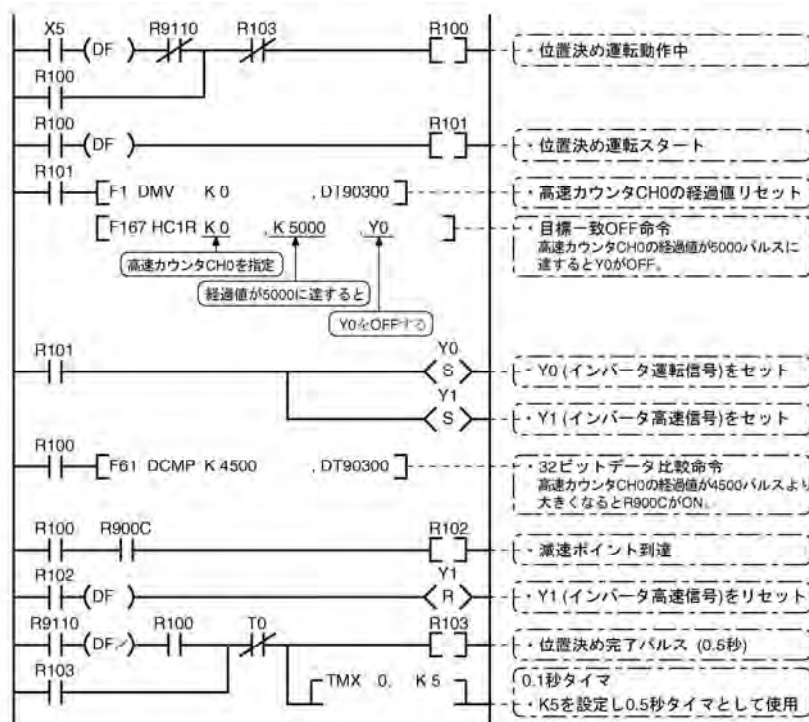 X5 R9110 R103 R100
DF
・位置決め運転動作中
R100
R100 R101
DF
・位置決め運転スタート
R101
F1 DMV K 0 , DT90300
・高速カウンタCH0の経過値リセット
F167 HC1R K 0 , K 5000 , Y0
・目標一致OFF命令
高速カウンタCH0の経過値が5000パルスに
達するとY0がOFF。
高速カウンタCH0を指定
経過値が5000に達すると
Y0をOFFする
R101 Y0
S
・Y0 (インバータ運転信号)をセット
Y1
S
・Y1 (インバータ高速信号)をセット
R100
F61 DCMP K 4500 , DT90300
・32ビットデータ比較命令
高速カウンタCH0の経過値が4500パルスより
大きくなるとR900CがON。
R100 R900C R102
・減速ポイント到達
R102 Y1
DF R
・Y1 (インバータ高速信号)をリセット
R9110 R100 T0 R103
DF/
・位置決め完了パルス (0.5秒)
R103
TMX 0, K 5
0.1秒タイマ
・K5を設定し0.5秒タイマとして使用